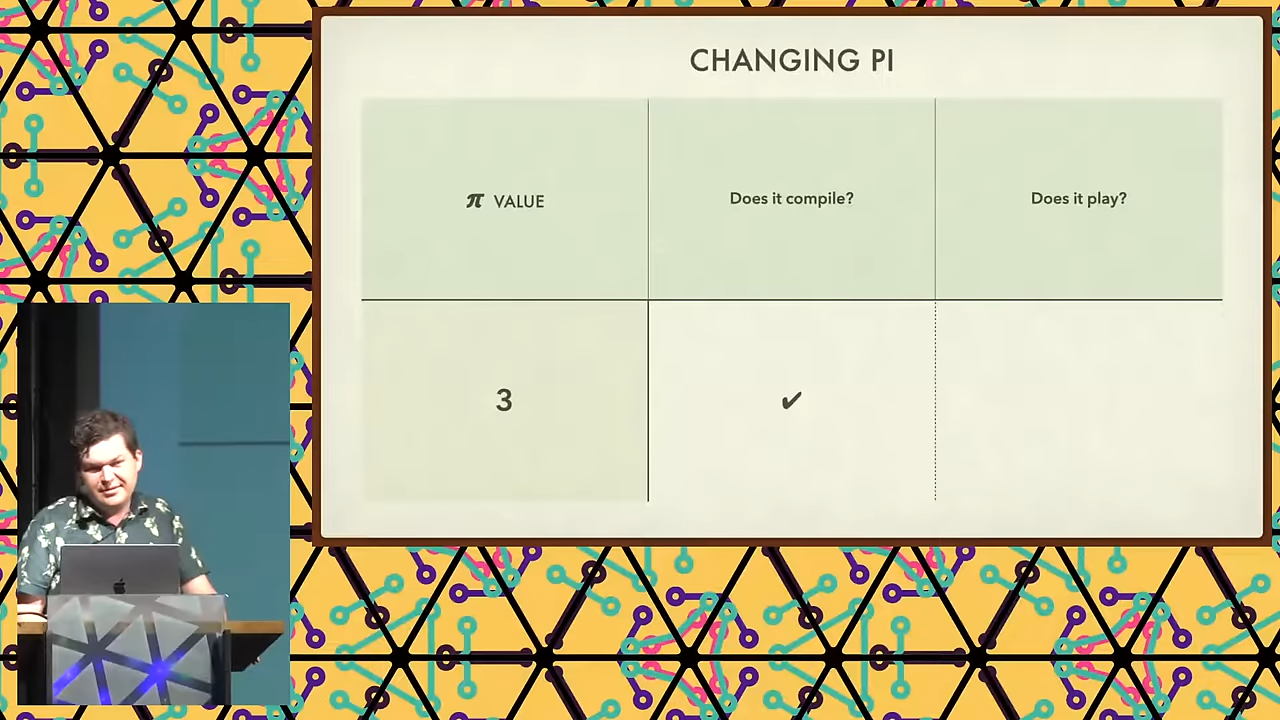 CHANGING PI
π VALUE
Does it compile?
Does it play?
3
✔